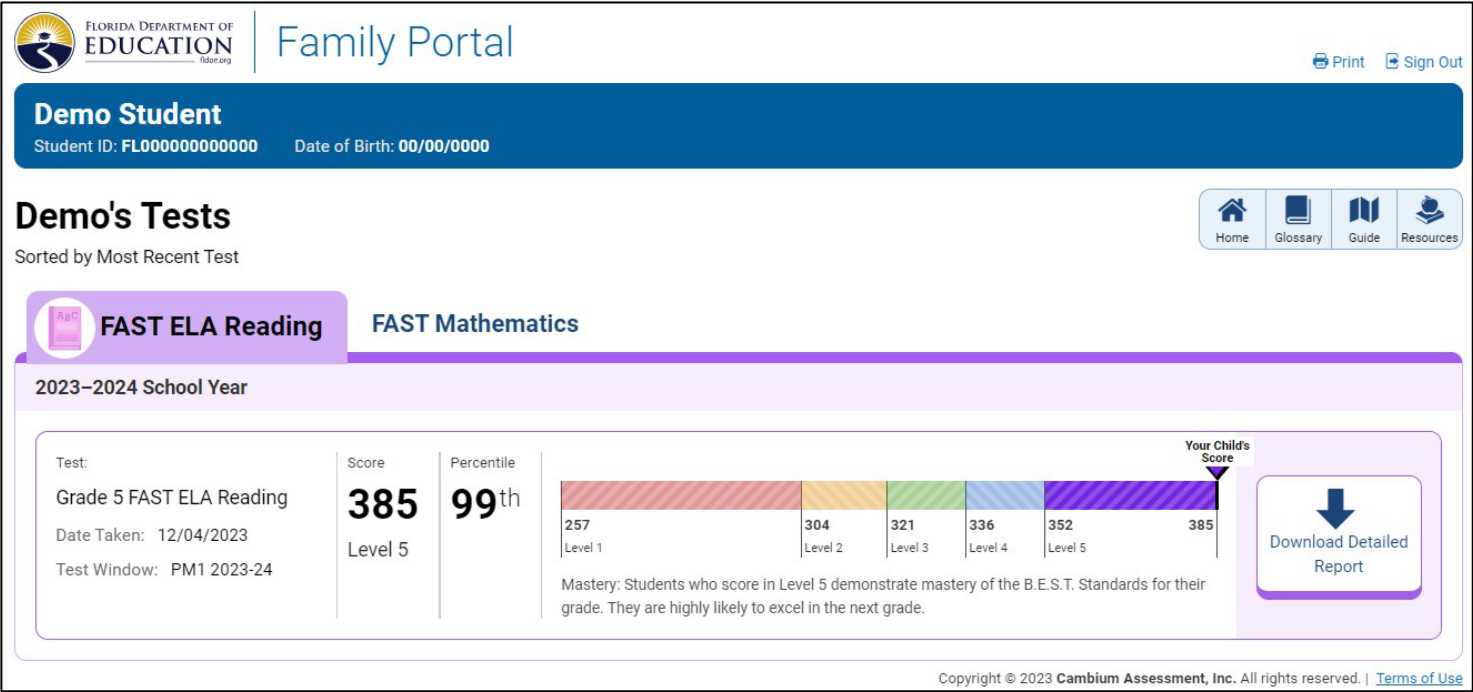 FLORIDA DEPARTMENT OF
EDUCATION
fldoe.org
Family Portal
Print Sign Out
Demo Student
Student ID: FL000000000000 Date of Birth: 00/00/0000
Demo's Tests
Sorted by Most Recent Test
Home Glossary Guide Resources
ABC
FAST ELA Reading FAST Mathematics
2023–2024 School Year
Test:
Grade 5 FAST ELA Reading
Date Taken: 12/04/2023
Test Window: PM1 2023-24
Score
385
Level 5
Percentile
99th
Your Child's
Score
257 304 321 336 352 385
Level 1 Level 2 Level 3 Level 4 Level 5
Mastery: Students who score in Level 5 demonstrate mastery of the B.E.S.T. Standards for their
grade. They are highly likely to excel in the next grade.
Download Detailed
Report
Copyright © 2023 Cambium Assessment, Inc. All rights reserved. | Terms of Use